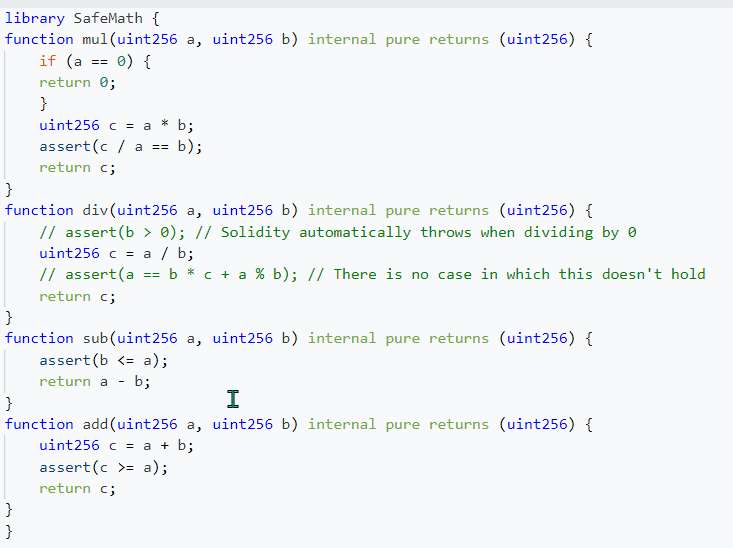 library SafeMath {
function mul(uint256 a, uint256 b) internal pure returns (uint256) {
if (a == 0) {
return 0;
}
uint256 c = a * b;
assert(c / a == b);
return c;
}
function div(uint256 a, uint256 b) internal pure returns (uint256) {
// assert(b > 0); // Solidity automatically throws when dividing by 0
uint256 c = a / b;
// assert(a == b * c + a % b); // There is no case in which this doesn't hold
return c;
}
function sub(uint256 a, uint256 b) internal pure returns (uint256) {
assert(b <= a);
return a - b;
}
function add(uint256 a, uint256 b) internal pure returns (uint256) {
uint256 c = a + b;
assert(c >= a);
return c;
}
}